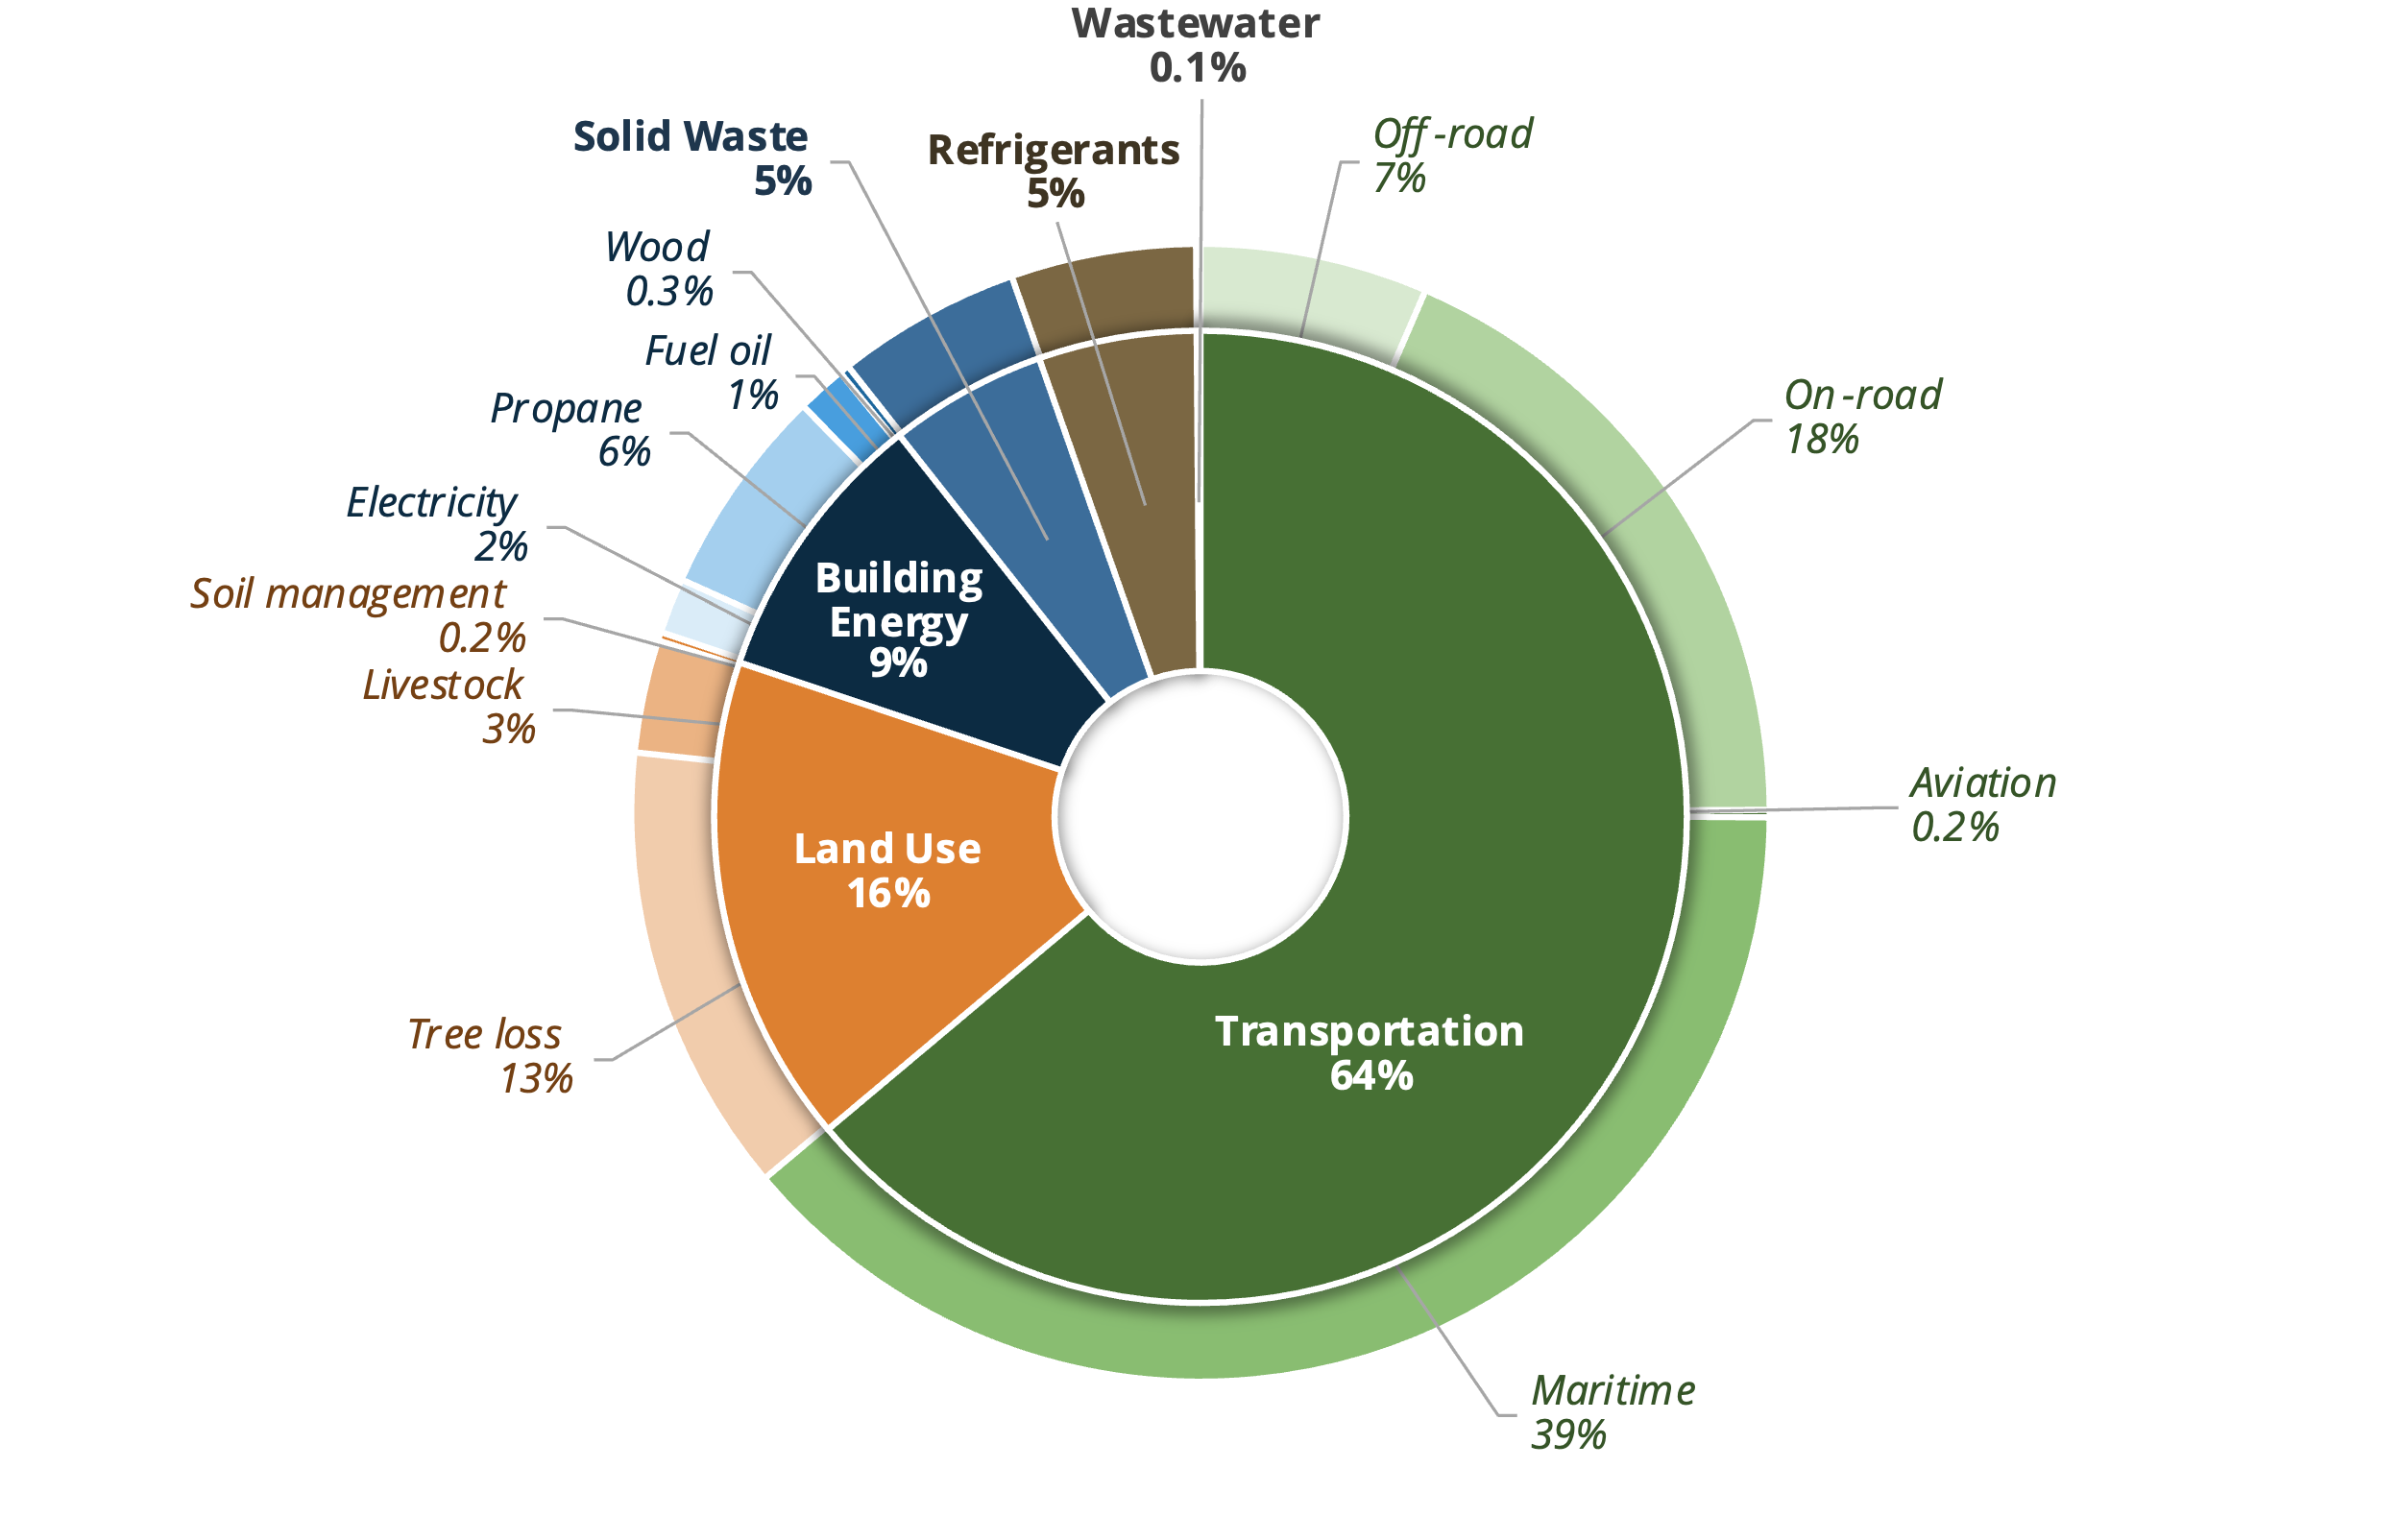 Wastewater
0.1%
Solid Waste
5%
Refrigerants
5%
Off-road
7%
Wood
0.3%
Fuel oil
1%
On-road
18%
Propane
6%
Electricity
2%
Building
Energy
9%
Soil management
0.2%
Livestock
3%
Aviation
0.2%
Land Use
16%
Tree loss
13%
Transportation
64%
Maritime
39%